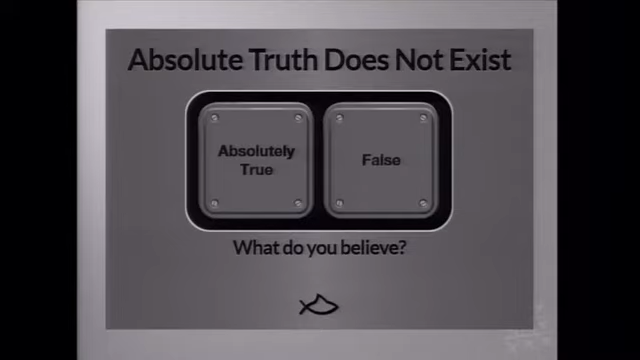 Absolute Truth Does Not Exist
Absolutely
True
False
What do you believe?